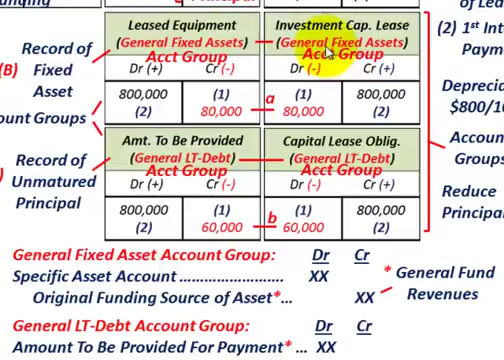 Principal
of Lea
Leased Equipment
(General Fixed Assets)
Acct Group
Dr (+) Cr (-)
800,000 (1)
(2) 80,000
Investment Cap. Lease
(General Fixed Assets)
Acct Group
Dr (-) Cr (+)
(1) 800,000
80,000 (2)
a
Record of
Fixed
Asset
(B)
ount Groups
Amt. To Be Provided
(General LT-Debt)
Acct Group
Dr (+) Cr (-)
800,000 (1)
(2) 60,000
Capital Lease Oblig.
(General LT-Debt)
Acct Group
Dr (-) Cr (+)
(1) 800,000
60,000 (2)
b
Record of
Unmatured
Principal
)
(2) 1st Int
Paym
Deprecia
$800/10
Accou
Groups
Reduce
Principa
General Fixed Asset Account Group: Dr Cr
Specific Asset Account ............................ XX
Original Funding Source of Asset*... XX
* General Fund
Revenues
General LT-Debt Account Group: Dr Cr
Amount To Be Provided For Payment* ... XX